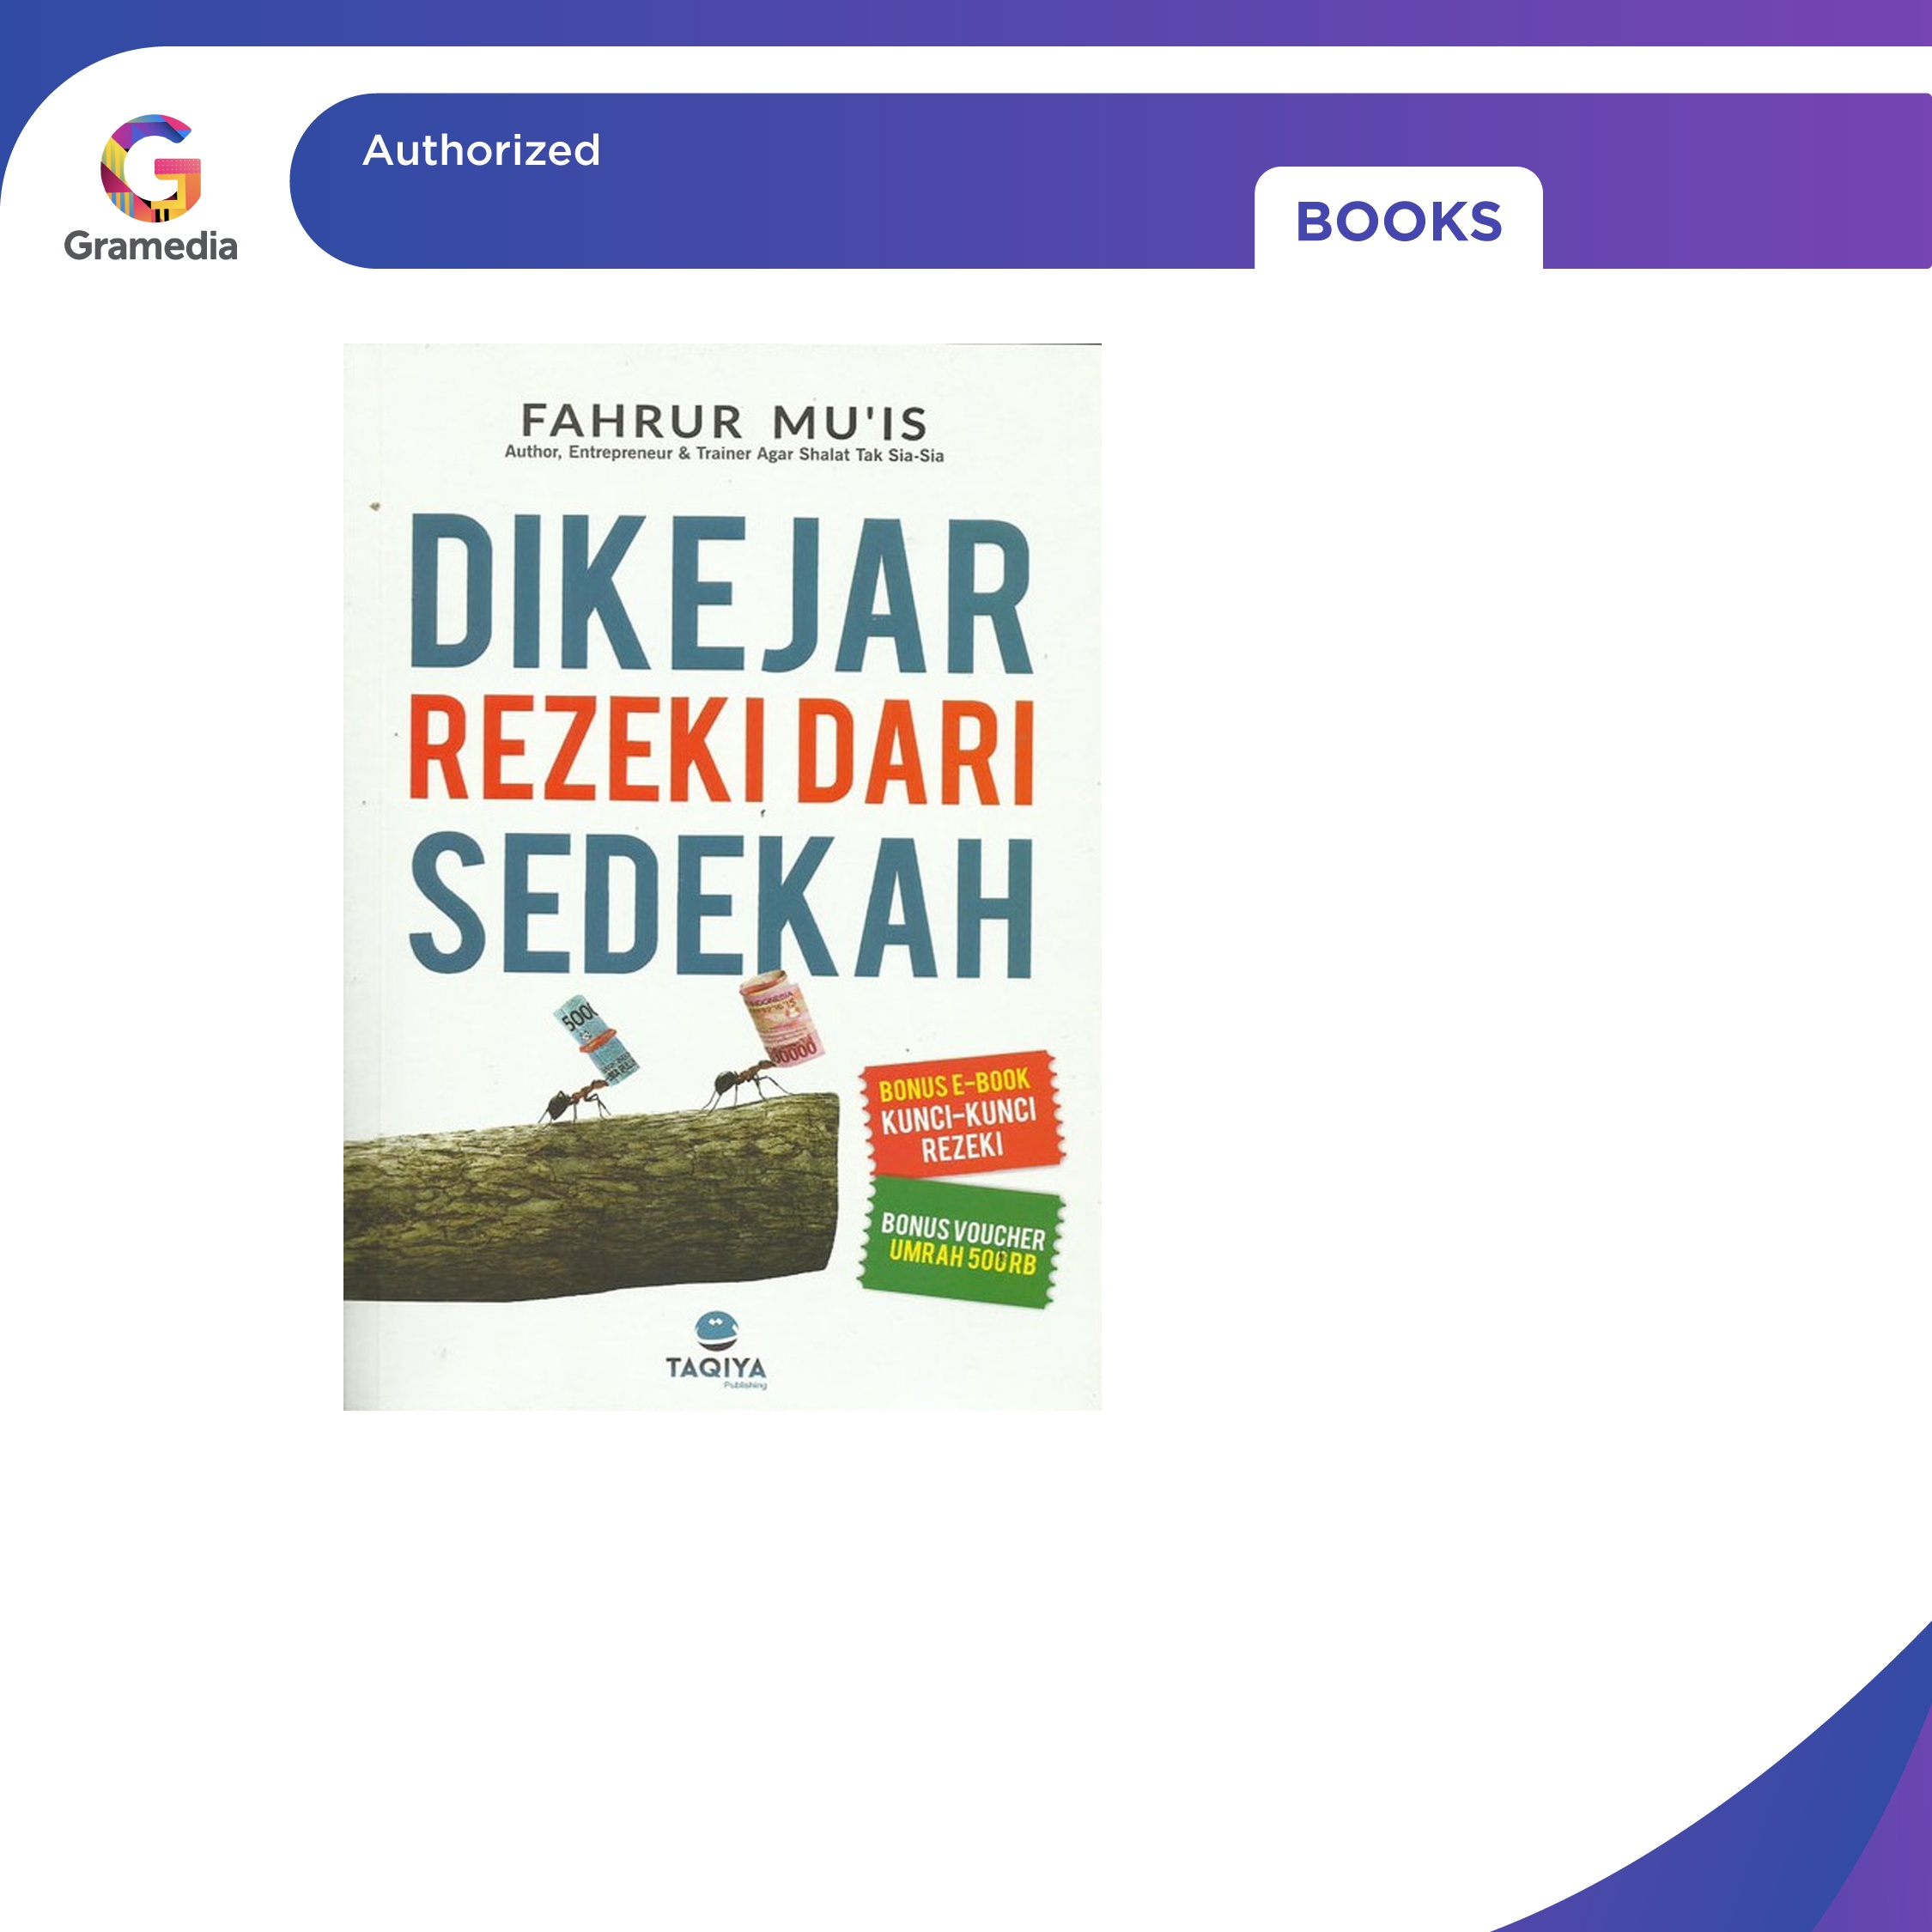 Gramedia
Authorized
BOOKS
FAHRUR MU'IS
Author, Entrepreneur & Trainer Agar Shalat Tak Sia-Sia
DIKEJAR
REZEKI DARI
SEDEKAH
BONUS E-BOOK
KUNCI-KUNCI
REZEKI
BONUS VOUCHER
UMRAH 500RB
TAQIYA
Publishing